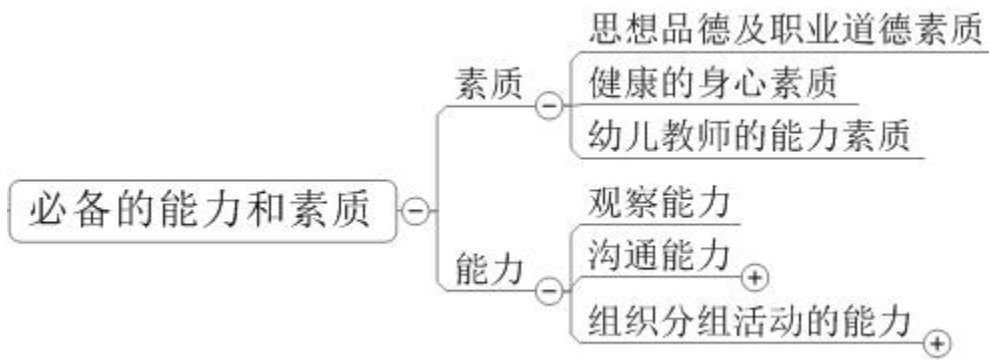 必备的能力和素质
素质
思想品德及职业道德素质
健康的身心素质
幼儿教师的能力素质
能力
观察能力
沟通能力
组织分组活动的能力